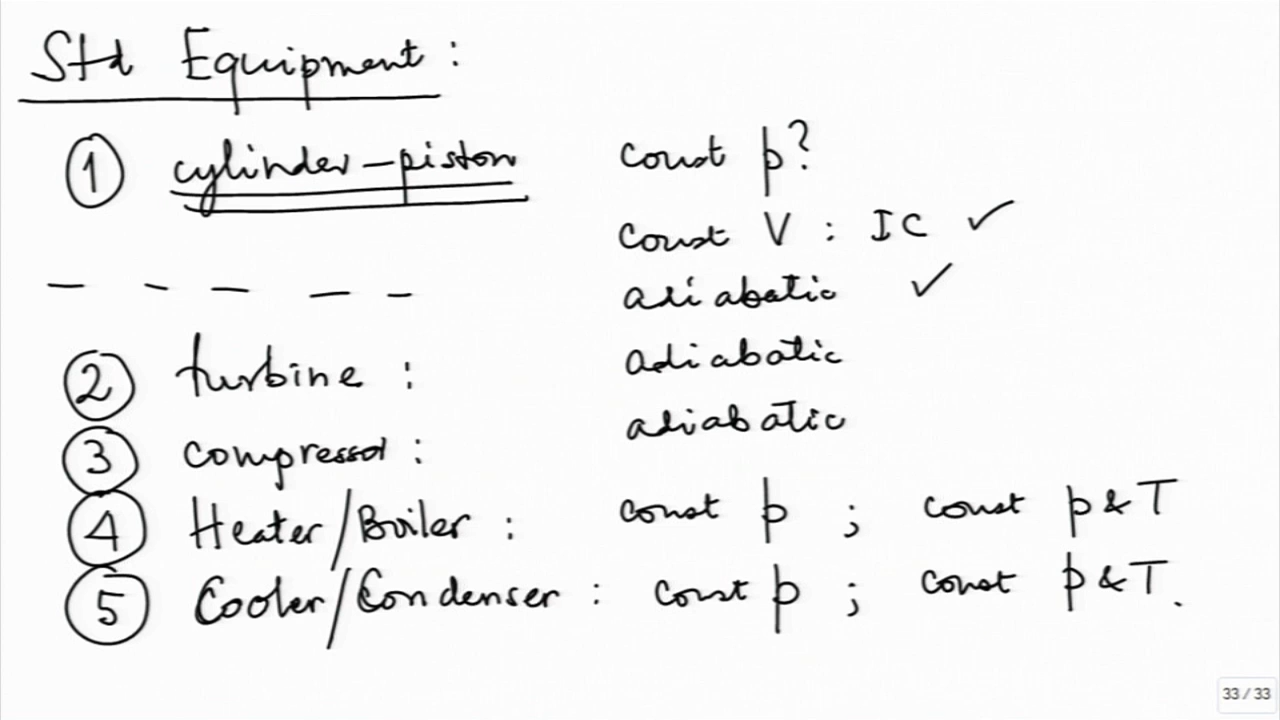 Std Equipment :
① cylinder-piston const p?
const V : IC ✓
adiabatic ✓
② turbine : adiabatic
③ compressor : adiabatic
④ Heater/Boiler : const p ; const p & T
⑤ Cooler/Condenser : const p ; const p & T.
33 / 33